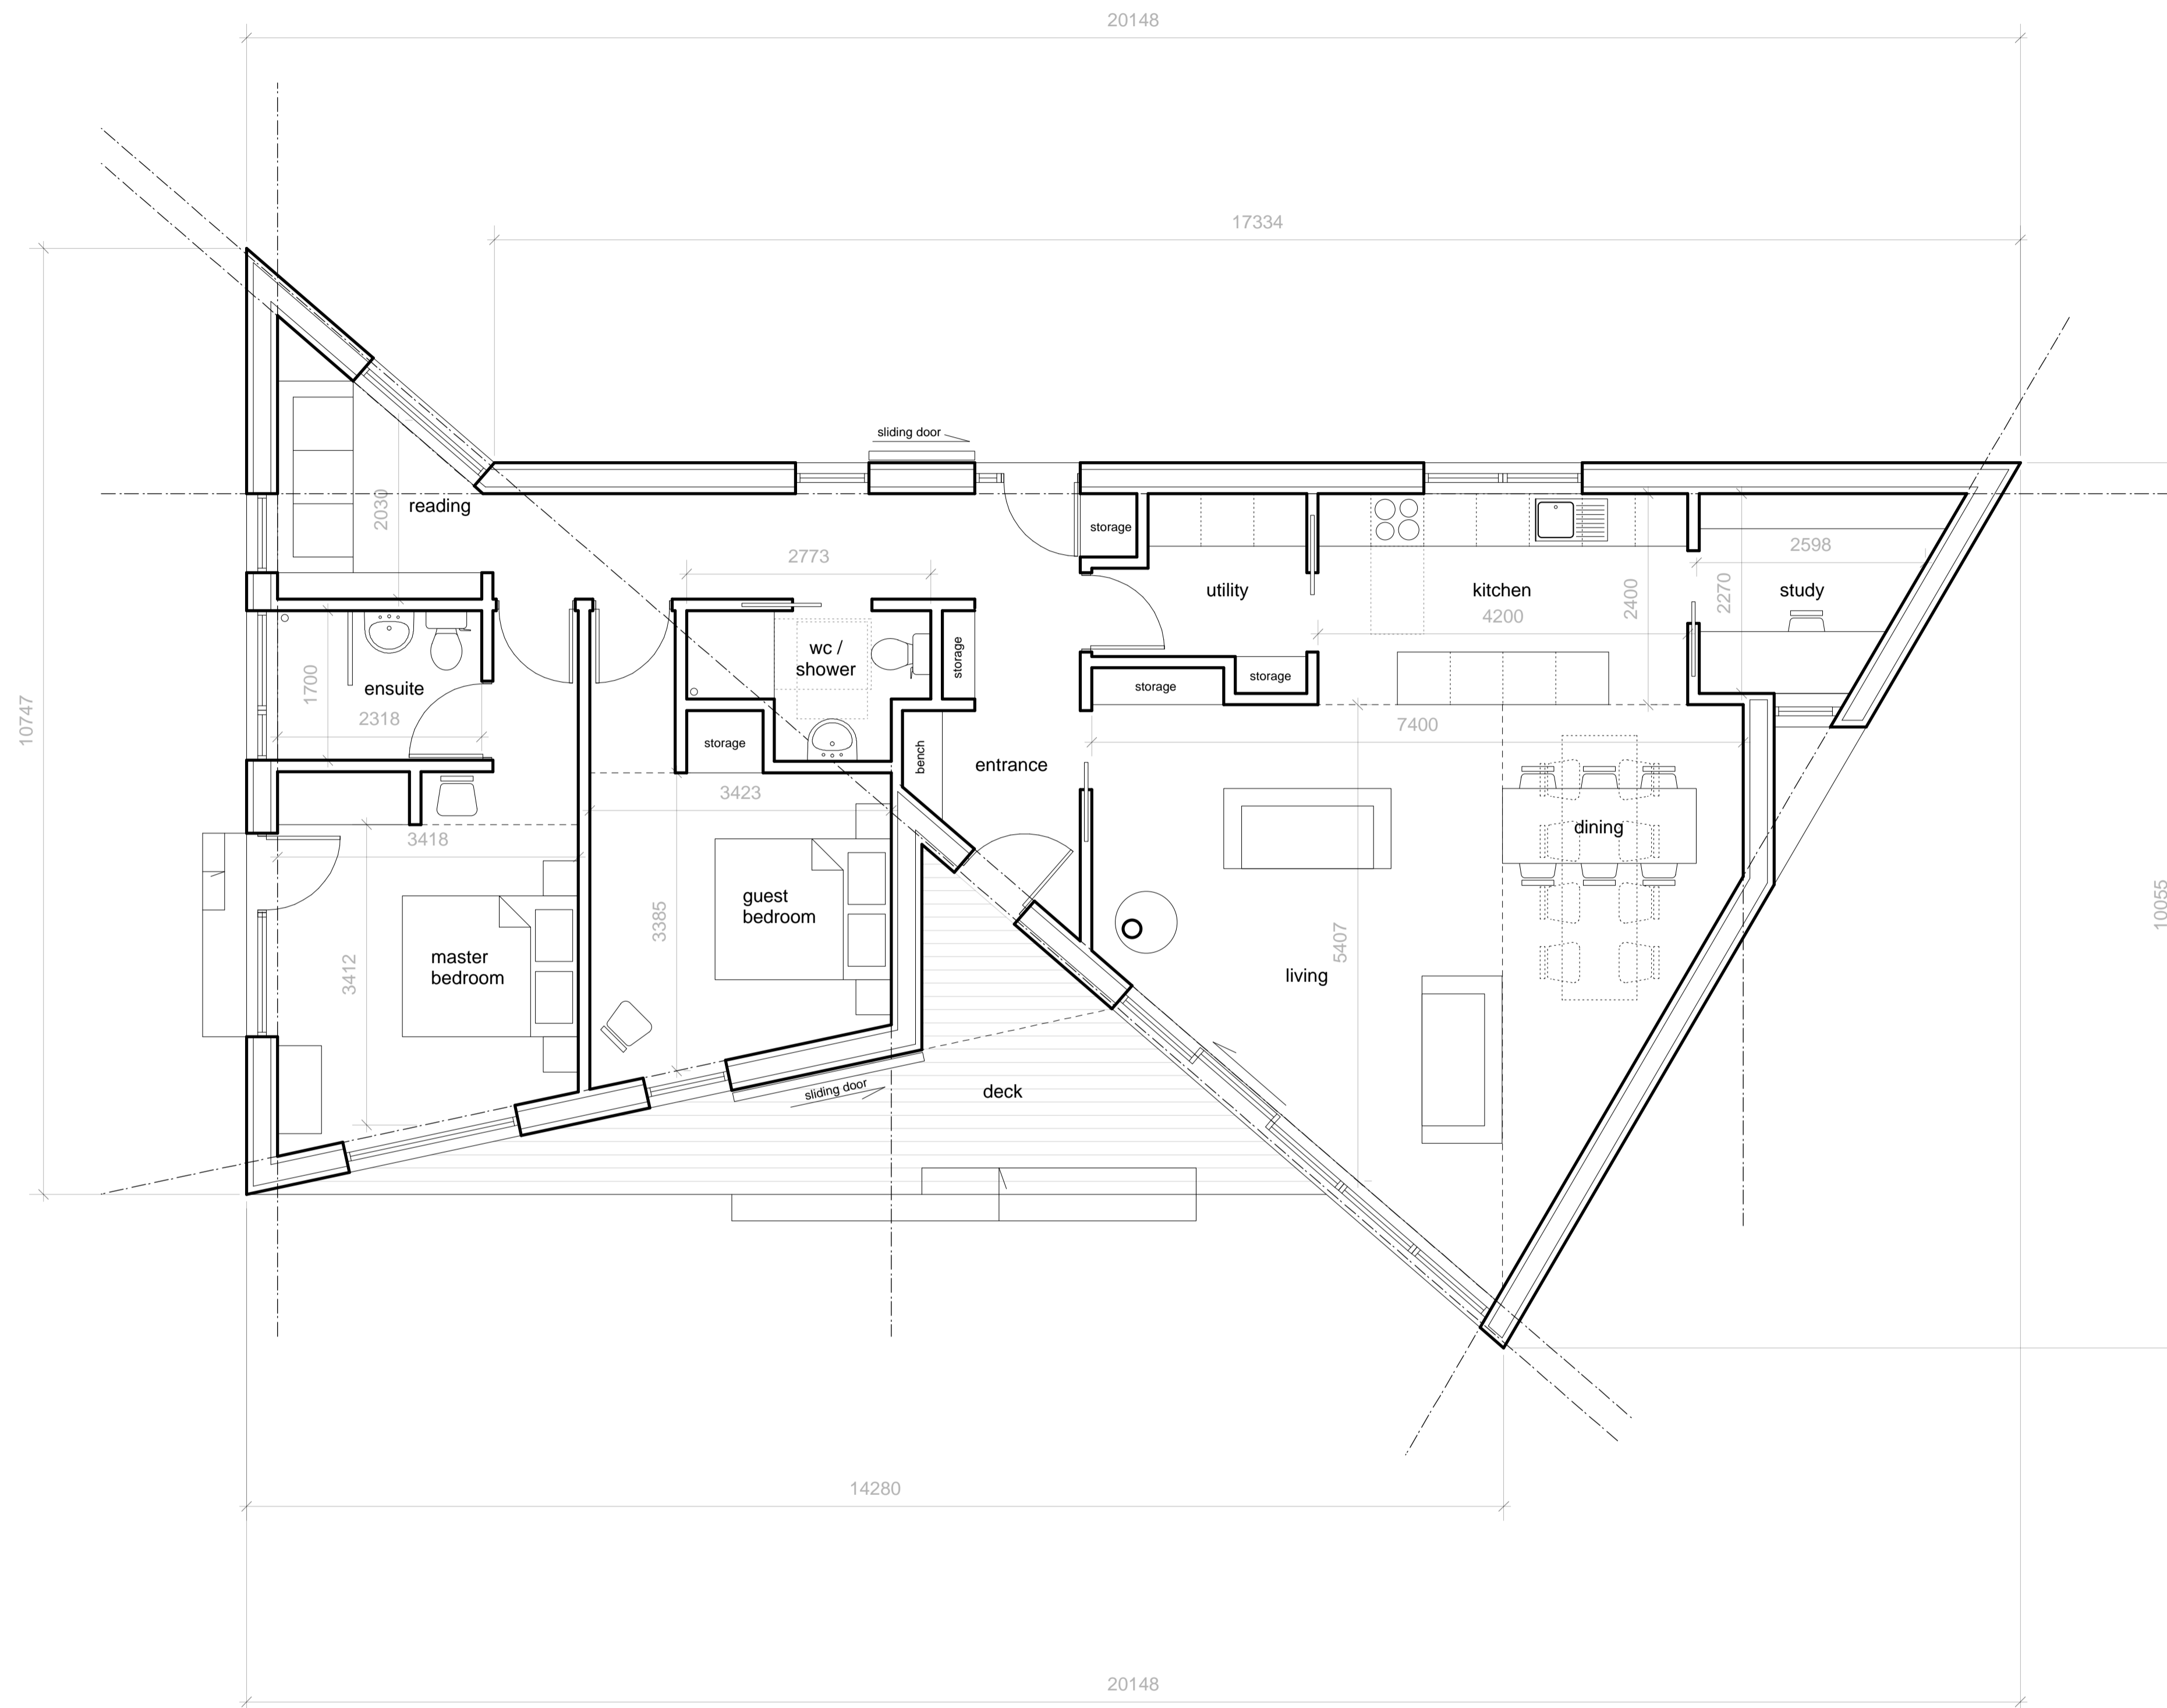 20148
17334
sliding door
reading
2030
storage
2773
2598
utility
kitchen
study
2400
2270
4200
wc /
shower
storage
ensuite
1700
2318
storage
storage
10747
7400
storage
bench
entrance
3423
3418
dining
guest
bedroom
3385
10055
5407
master
bedroom
3412
living
sliding door
deck
14280
20148